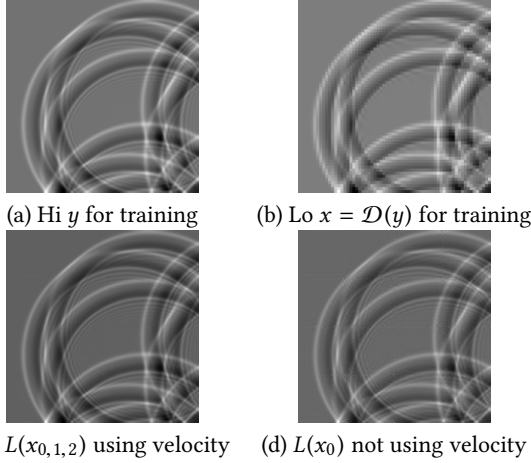 (a) Hi y for training
(b) Lo x = 𝒟(y) for training
L(x₀,₁,₂) using velocity
(d) L(x₀) not using velocity